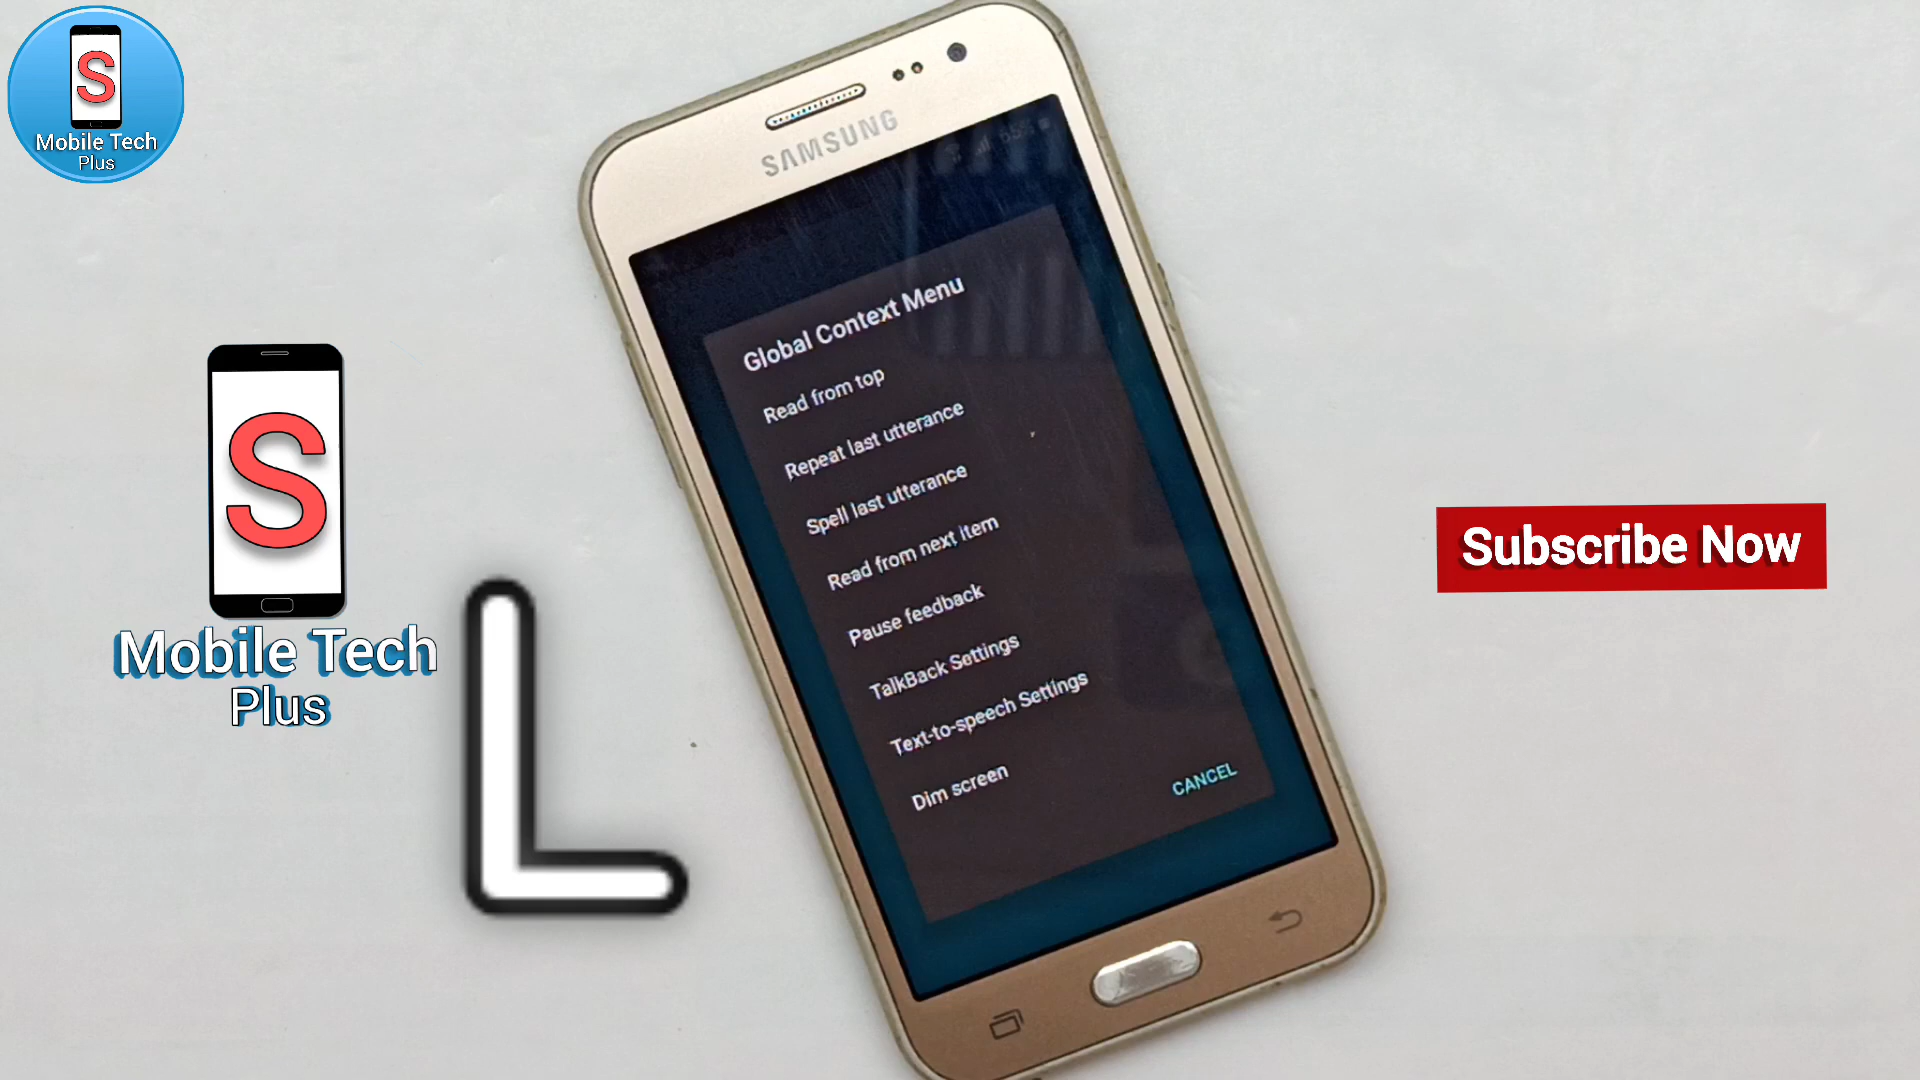 S
Mobile Tech
Plus
SAMSUNG
65%
Global Context Menu
Read from top
Repeat last utterance
Spell last utterance
Read from next item
Pause feedback
TalkBack Settings
Text-to-speech Settings
Dim screen
CANCEL
S
Mobile Tech
Plus
L
Subscribe Now